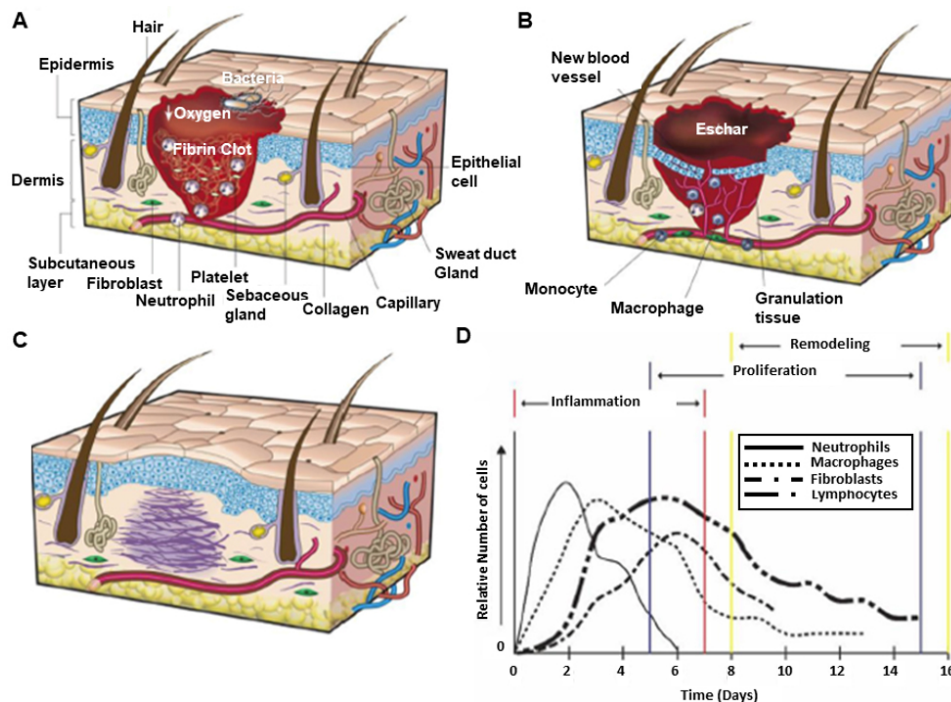 A
Hair
Epidermis
Bacteria
Oxygen
Fibrin Clot
Dermis
Epithelial
cell
Subcutaneous
layer
Fibroblast
Neutrophil
Platelet
Sebaceous
gland
Collagen
Capillary
Sweat duct
Gland
B
New blood
vessel
Eschar
Monocyte
Macrophage
Granulation
tissue
C
D
Remodeling
Proliferation
Inflammation
Neutrophils
Macrophages
Fibroblasts
Lymphocytes
Relative Number of cells
0
0 2 4 6 8 10 12 14 16
Time (Days)